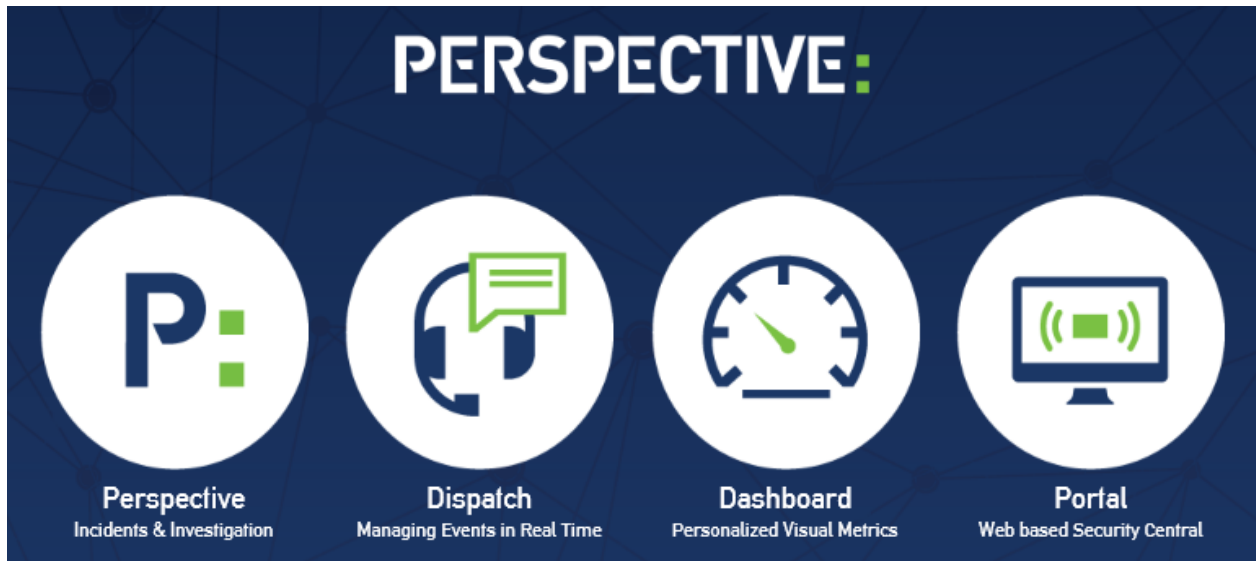 PERSPECTIVE:
P:
Perspective
Incidents & Investigation
Dispatch
Managing Events in Real Time
Dashboard
Personalized Visual Metrics
Portal
Web based Security Central